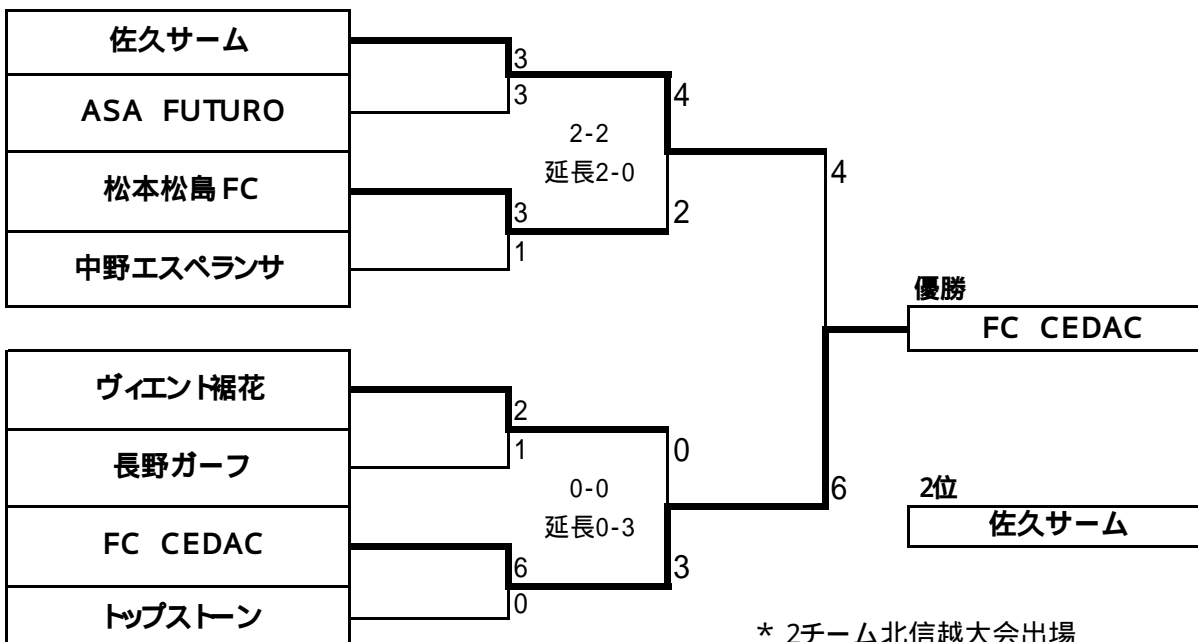 佐久サーム
3
3
ASA FUTURO
4
2-2
延長2-0
松本松島FC
4
3
2
1
中野エスペランサ
優勝
FC CEDAC
ヴィエント裾花
2
1
0
長野ガーフ
0-0
6
2位
延長0-3
佐久サーム
FC CEDAC
6
3
0
トップストーン
* 2チーム北信越大会出場